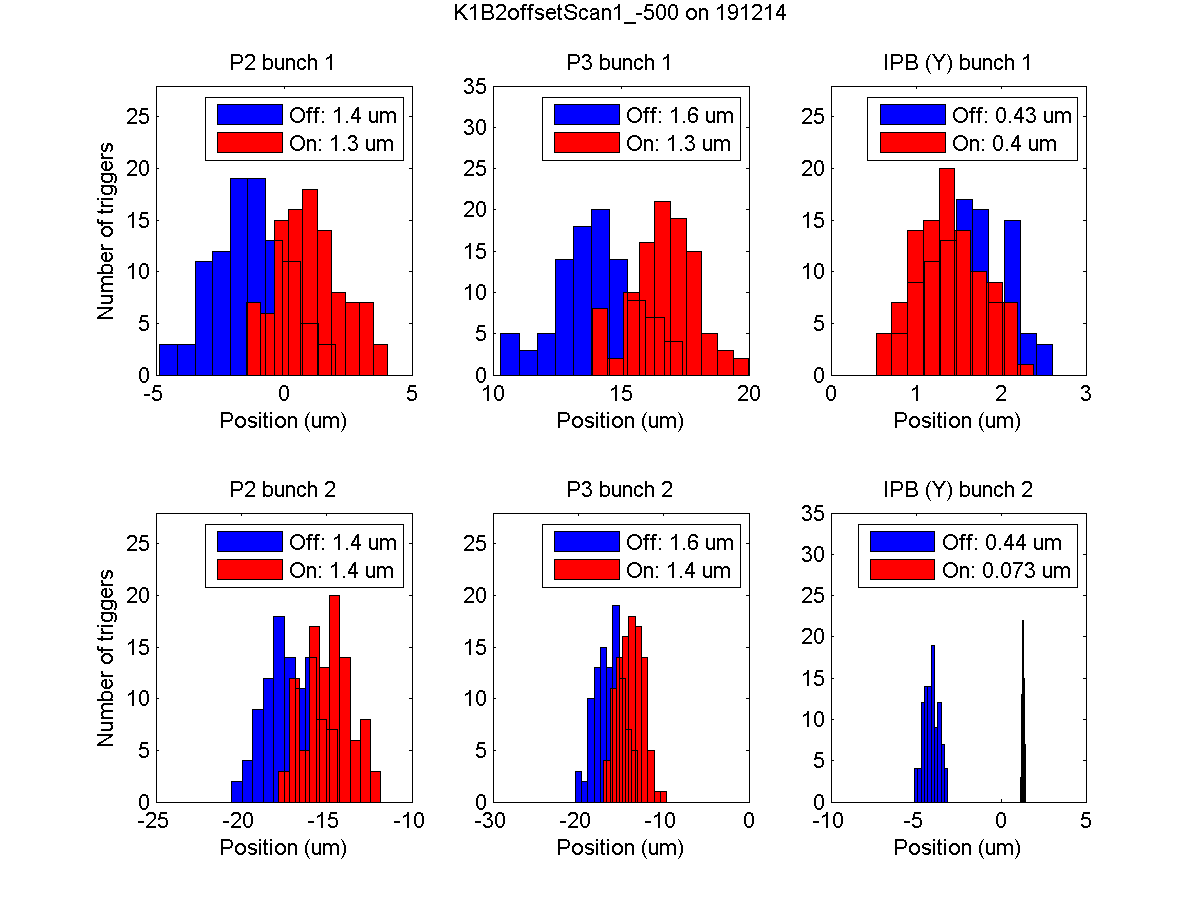 K1B2offsetScan1_-500 on 191214
P2 bunch 1
P3 bunch 1
IPB (Y) bunch 1
Number of triggers
25
20
15
10
5
0
Off: 1.4 um
On: 1.3 um
-5
0
5
Position (um)
35
30
25
20
15
10
5
0
Off: 1.6 um
On: 1.3 um
10
15
20
Position (um)
25
20
15
10
5
0
Off: 0.43 um
On: 0.4 um
0
1
2
3
Position (um)
P2 bunch 2
P3 bunch 2
IPB (Y) bunch 2
Number of triggers
25
20
15
10
5
0
Off: 1.4 um
On: 1.4 um
-25
-20
-15
-10
Position (um)
25
20
15
10
5
0
Off: 1.6 um
On: 1.4 um
-30
-20
-10
0
Position (um)
35
30
25
20
15
10
5
0
Off: 0.44 um
On: 0.073 um
-10
-5
0
5
Position (um)